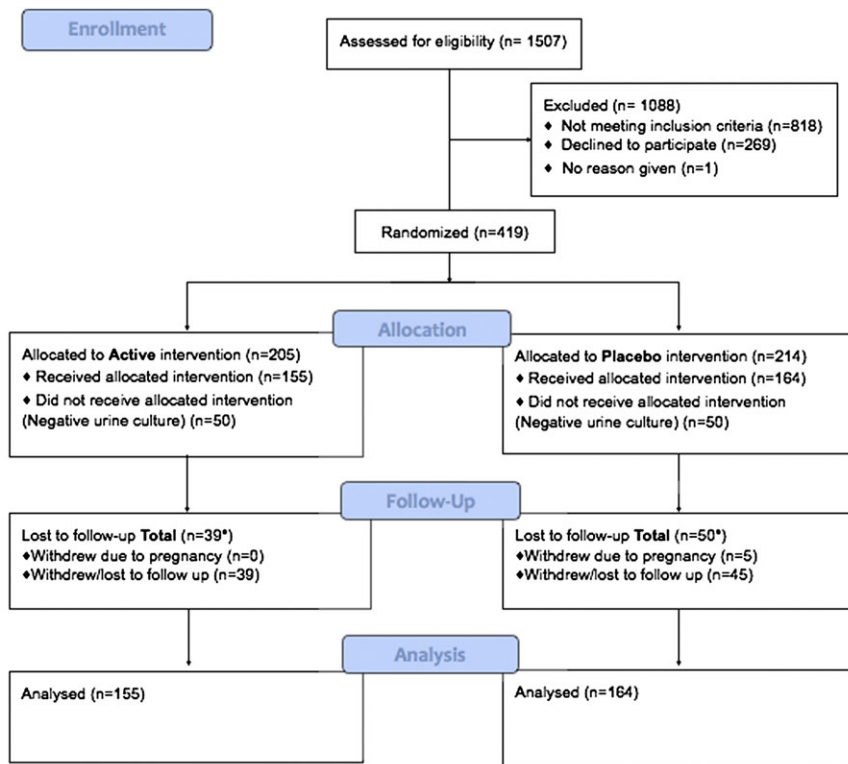 Enrollment
Assessed for eligibility (n= 1507)
Excluded (n= 1088)
♦ Not meeting inclusion criteria (n=818)
♦ Declined to participate (n=269)
♦ No reason given (n=1)
Randomized (n=419)
Allocation
Allocated to Active intervention (n=205)
♦ Received allocated intervention (n=155)
♦ Did not receive allocated intervention
(Negative urine culture) (n=50)
Allocated to Placebo intervention (n=214)
♦ Received allocated intervention (n=164)
♦ Did not receive allocated intervention
(Negative urine culture) (n=50)
Follow-Up
Lost to follow-up Total (n=39*)
♦Withdrew due to pregnancy (n=0)
♦Withdrew/lost to follow up (n=39)
Lost to follow-up Total (n=50*)
♦Withdrew due to pregnancy (n=5)
♦Withdrew/lost to follow up (n=45)
Analysis
Analysed (n=155)
Analysed (n=164)